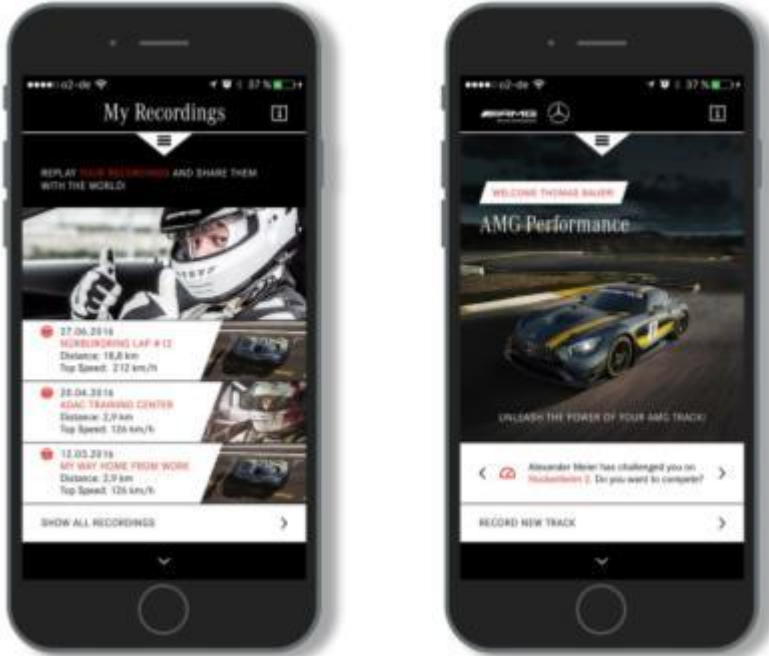 o2-de
37%
My Recordings
REPLAY YOUR RECORDINGS AND SHARE THEM
WITH THE WORLD!
27.06.2016
NÜRBURGRING LAP #12
Distance: 18,8 km
Top Speed: 212 km/h
20.04.2016
ADAC TRAINING CENTER
Distance: 2,9 km
Top Speed: 126 km/h
12.03.2016
MY WAY HOME FROM WORK
Distance: 2,9 km
Top Speed: 126 km/h
SHOW ALL RECORDINGS
o2-de
37%
AMG
WELCOME THOMAS BAUER!
AMG Performance
UNLEASH THE POWER OF YOUR AMG TRACK!
Alexander Meier has challenged you on
Hockenheim 2. Do you want to compete?
RECORD NEW TRACK